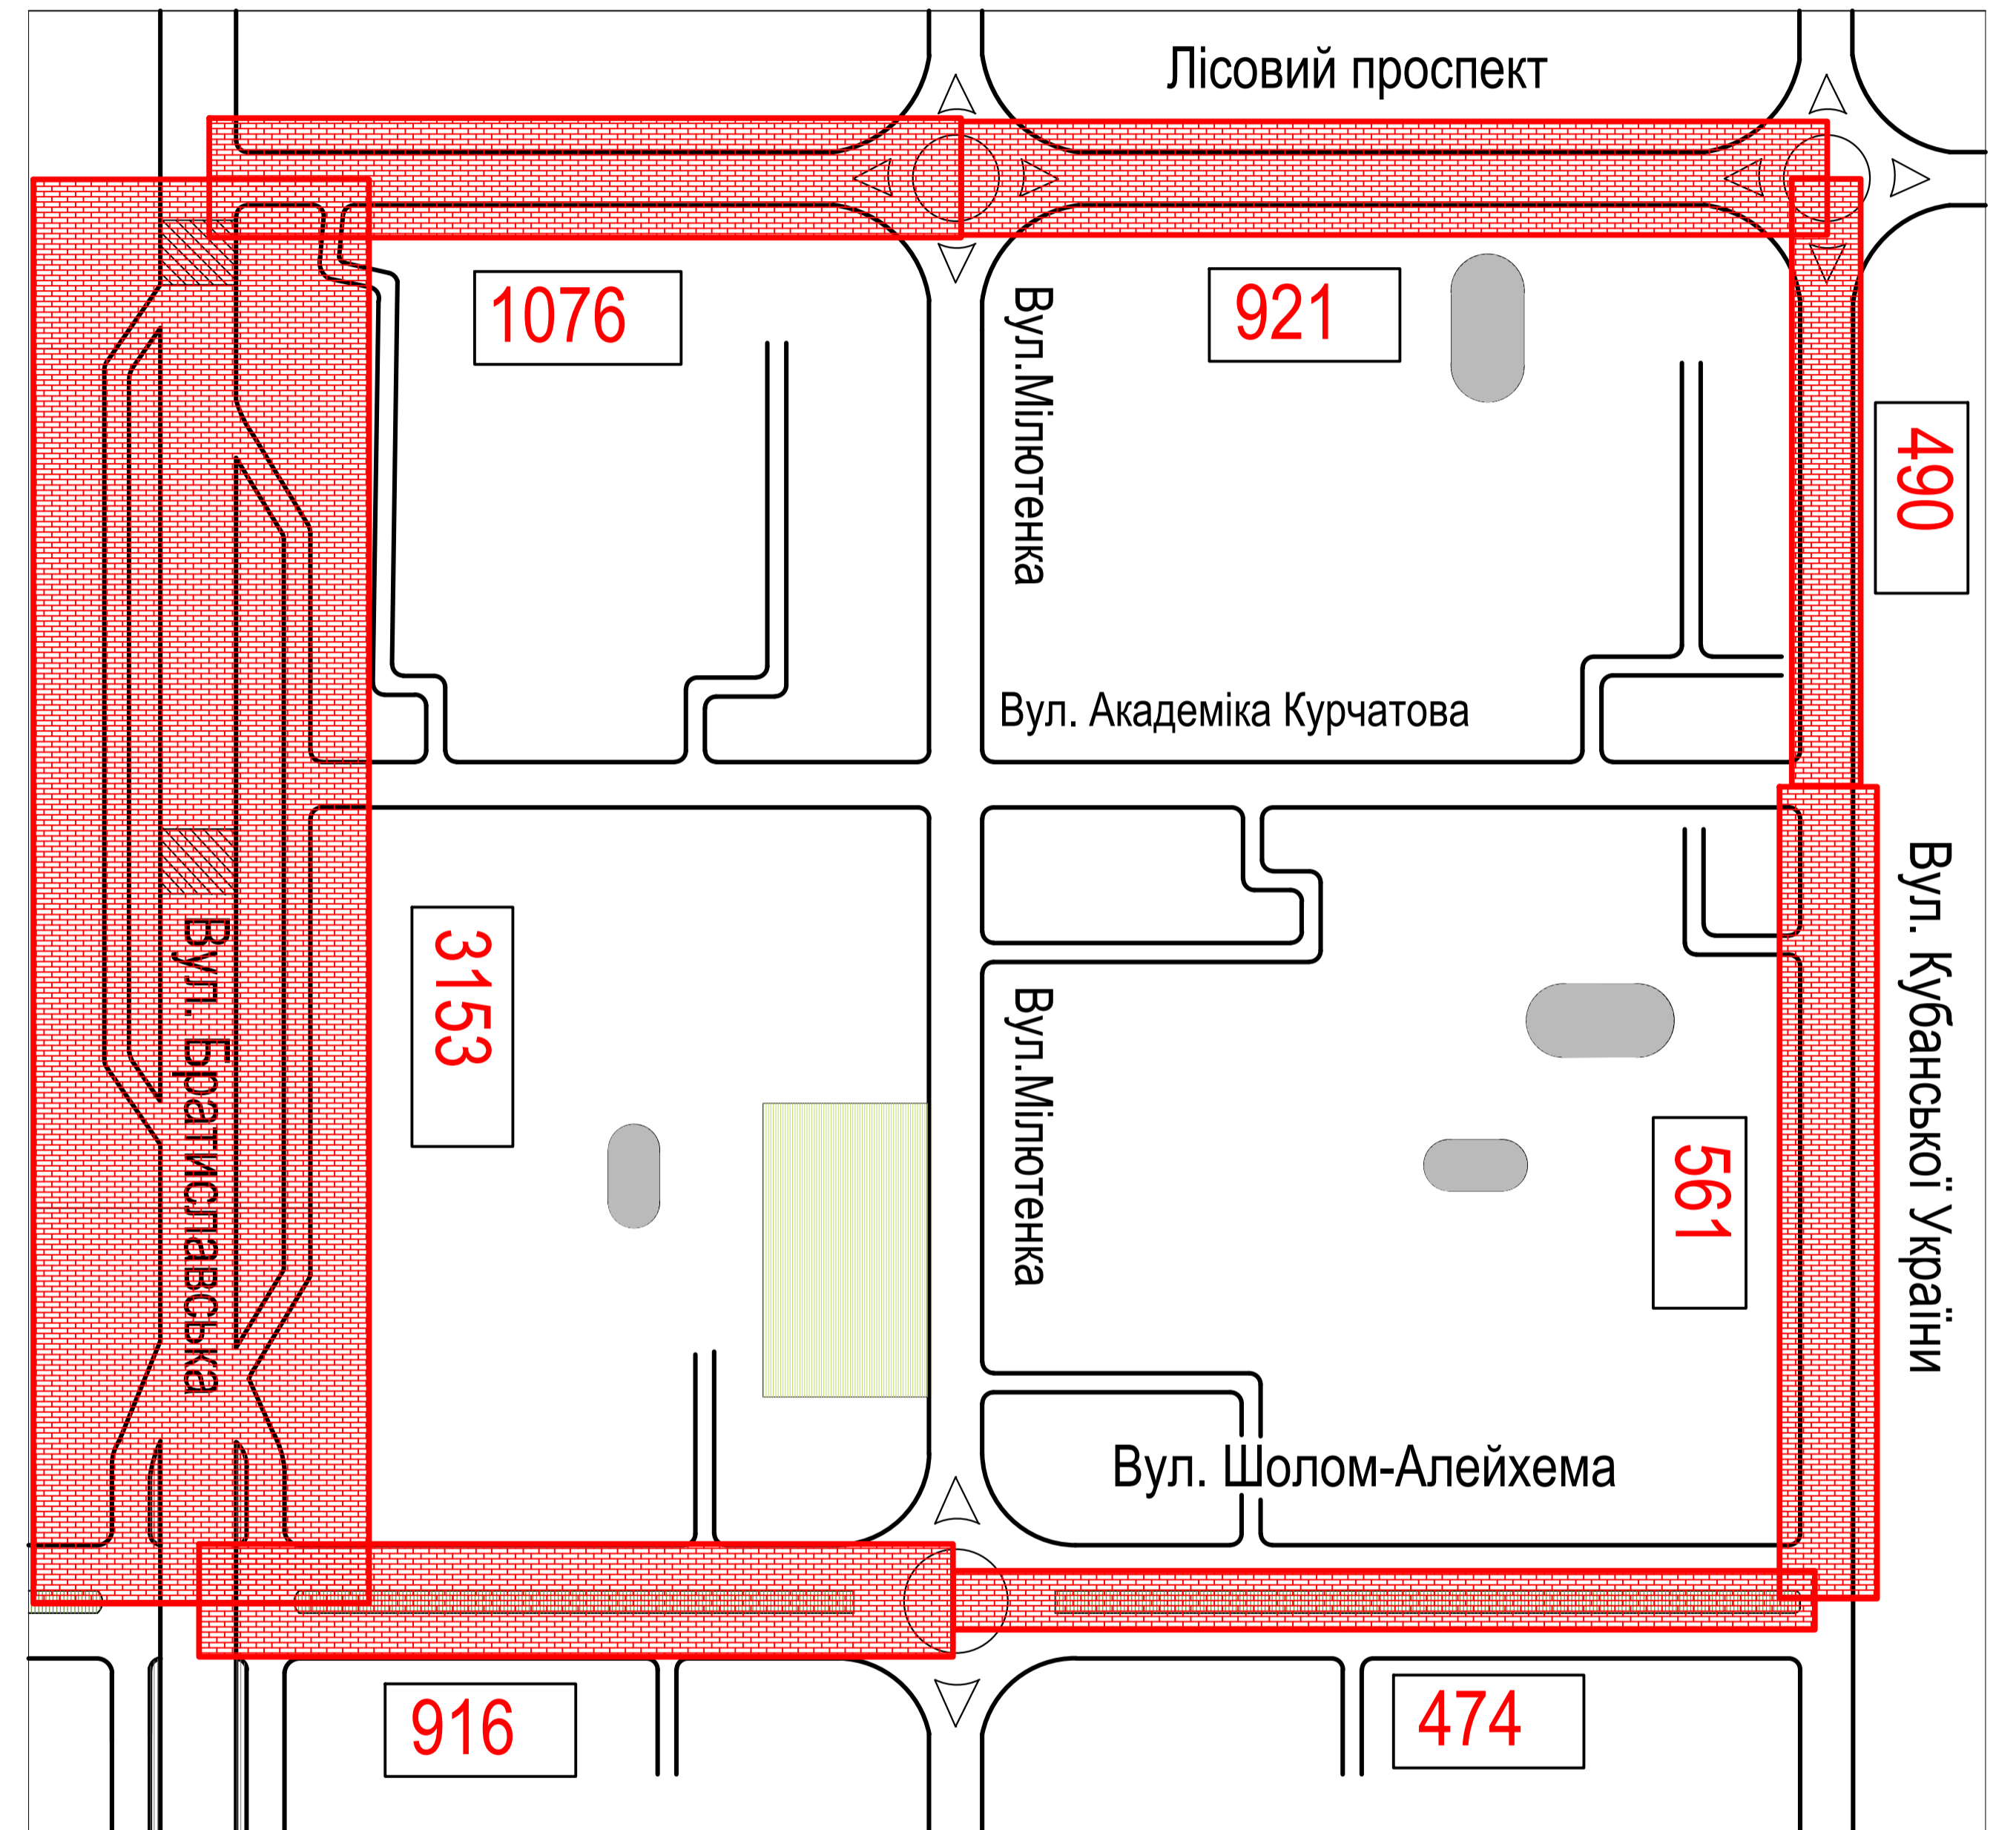 Лісовий проспект
1076
921
Вул.Мілютенка
490
Вул. Академіка Курчатова
Вул. Кубанської України
3153
Вул. Братиславська
Вул.Мілютенка
561
Вул. Шолом-Алейхема
916
474